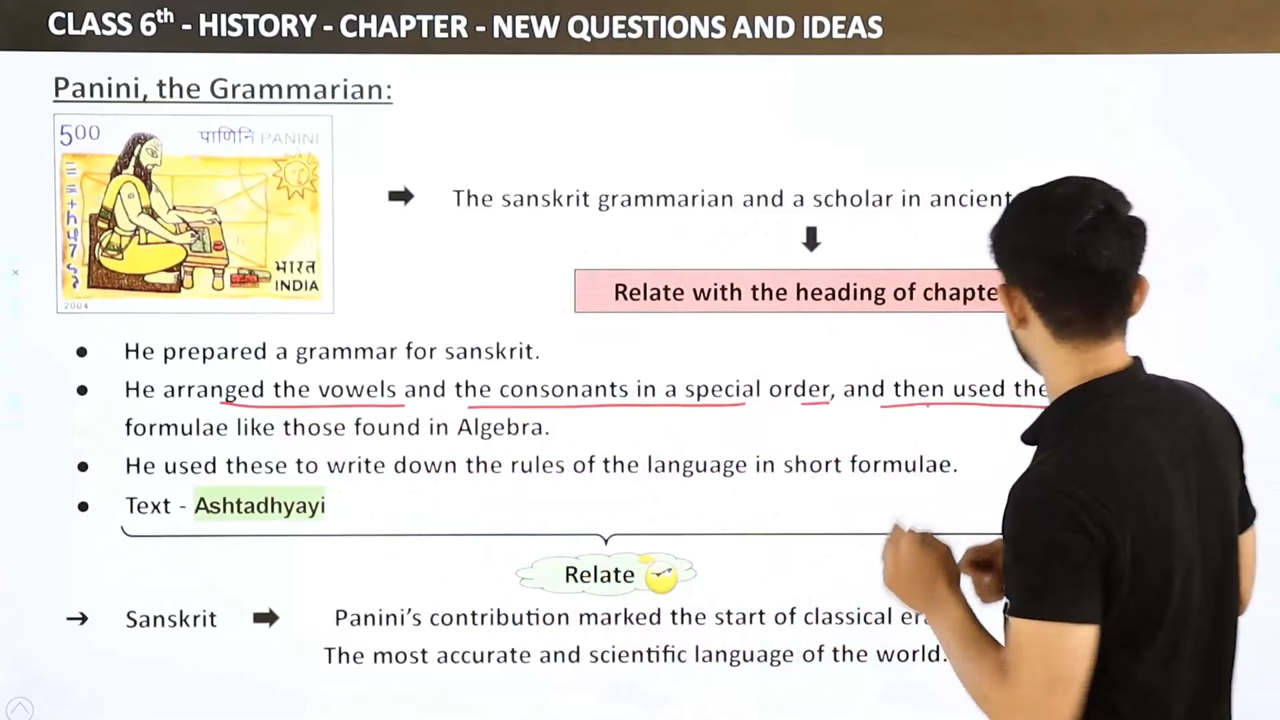 CLASS 6th - HISTORY - CHAPTER - NEW QUESTIONS AND IDEAS
Panini, the Grammarian:
500 पाणिनि PANINI
भारत
INDIA
2004
➡ The sanskrit grammarian and a scholar in ancient
Relate with the heading of chapte
● He prepared a grammar for sanskrit.
● He arranged the vowels and the consonants in a special order, and then used the
formulae like those found in Algebra.
● He used these to write down the rules of the language in short formulae.
● Text - Ashtadhyayi
Relate
→ Sanskrit ➡ Panini's contribution marked the start of classical er
The most accurate and scientific language of the world.